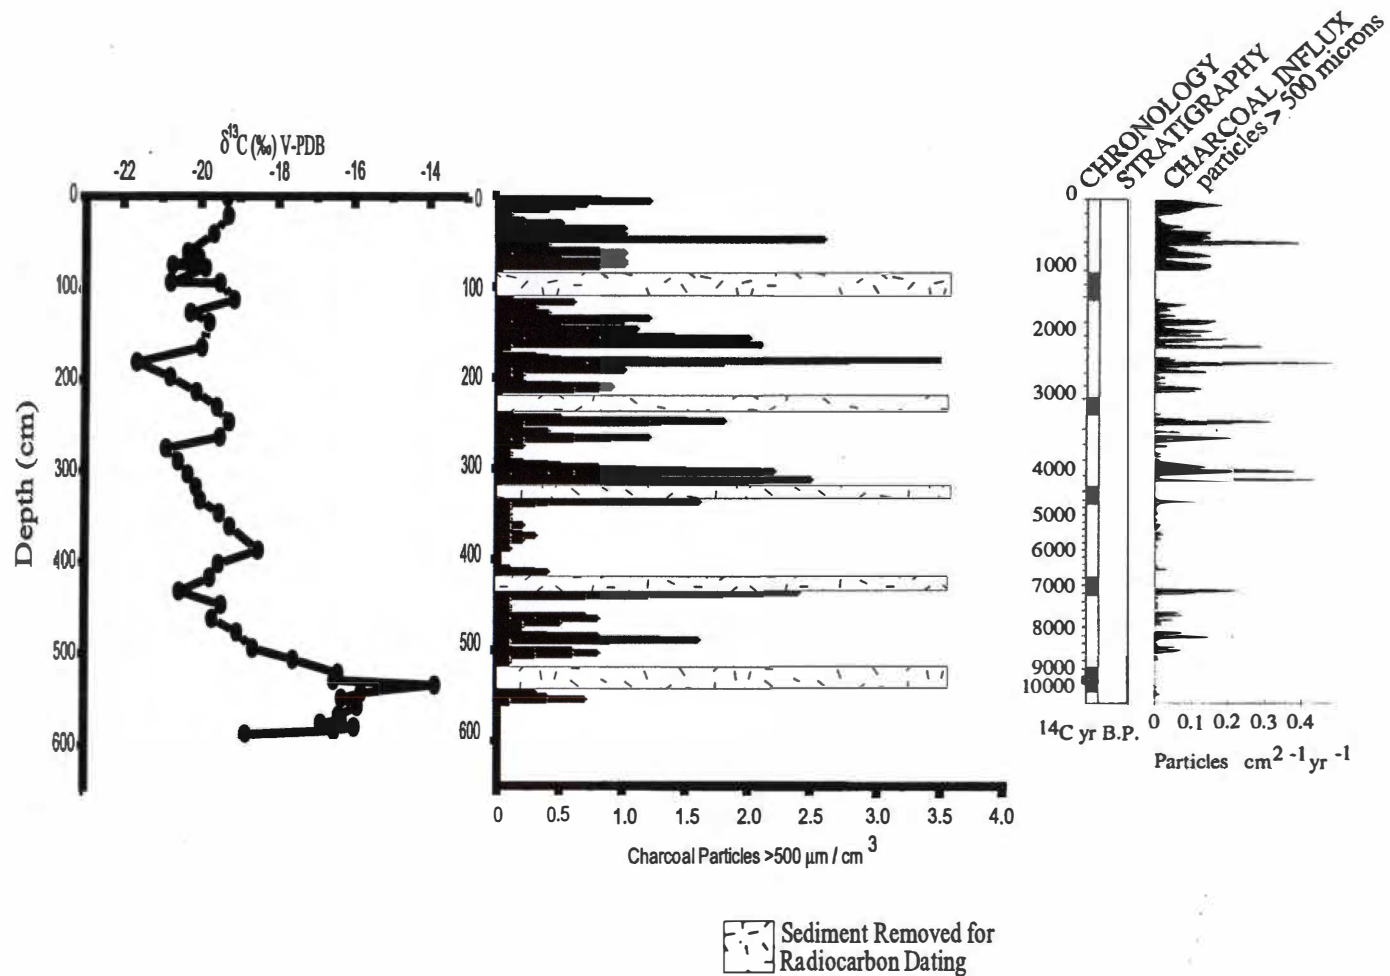 δ13C (‰) V-PDB
-22 -20 -18 -16 -14
0
100
200
300
400
500
600
Depth (cm)
0
100
200
300
400
500
600
0 0.5 1.0 1.5 2.0 2.5 3.0 3.5 4.0
Charcoal Particles >500 µm / cm 3
CHRONOLOGY
STRATIGRAPHY
CHARCOAL INFLUX
particles > 500 microns
0
1000
2000
3000
4000
5000
6000
7000
8000
9000
10000
14C yr B.P.
0 0.1 0.2 0.3 0.4
Particles cm2 -1 yr -1
Sediment Removed for
Radiocarbon Dating